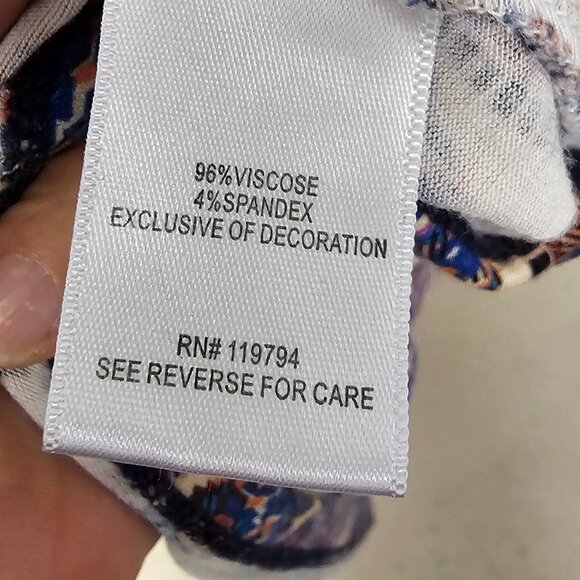 96%VISCOSE
4%SPANDEX
EXCLUSIVE OF DECORATION
RN# 119794
SEE REVERSE FOR CARE